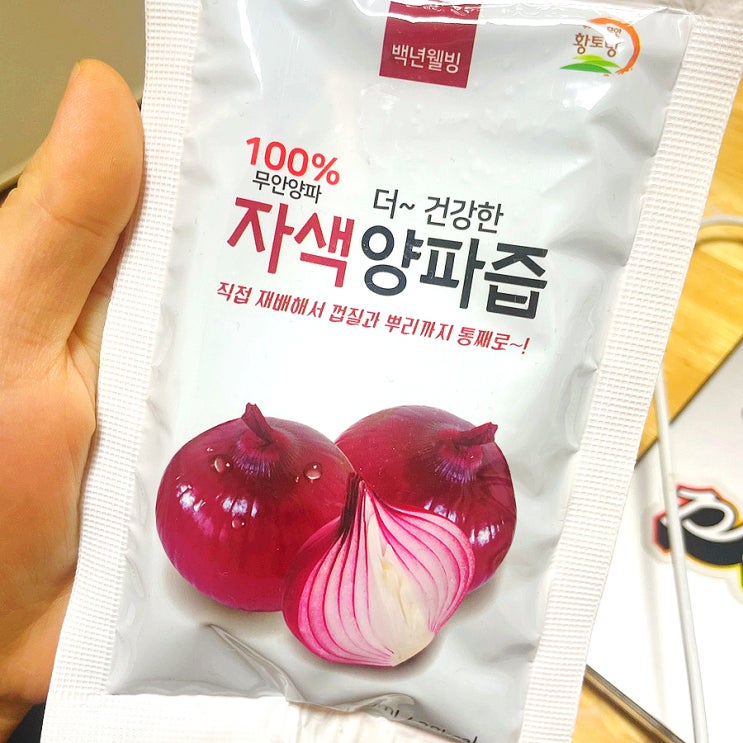 백년웰빙
황토랑
100%
무안양파
더~ 건강한
자색양파즙
직접 재배해서 껍질과 뿌리까지 통째로~!